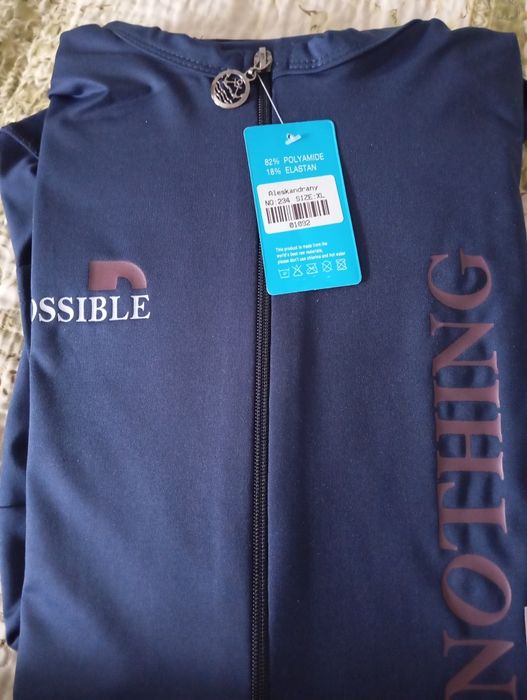 82% POLYAMIDE
18% ELASTAN
Aleskandrany
NO:234 SIZE:XL
01092
This product is made from the
world's best raw materials,
please don't use chlorine and hot water
OSSIBLE
NOTHING